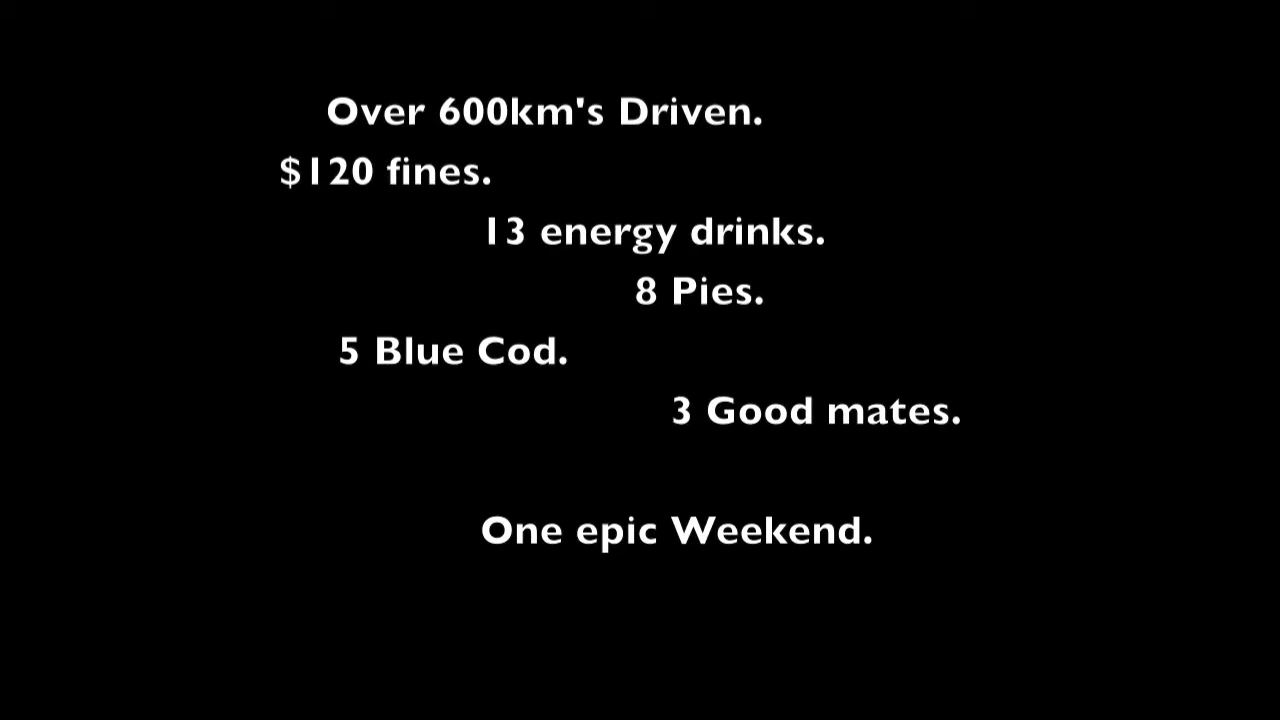 Over 600km's Driven.
$120 fines.
13 energy drinks.
8 Pies.
5 Blue Cod.
3 Good mates.
One epic Weekend.